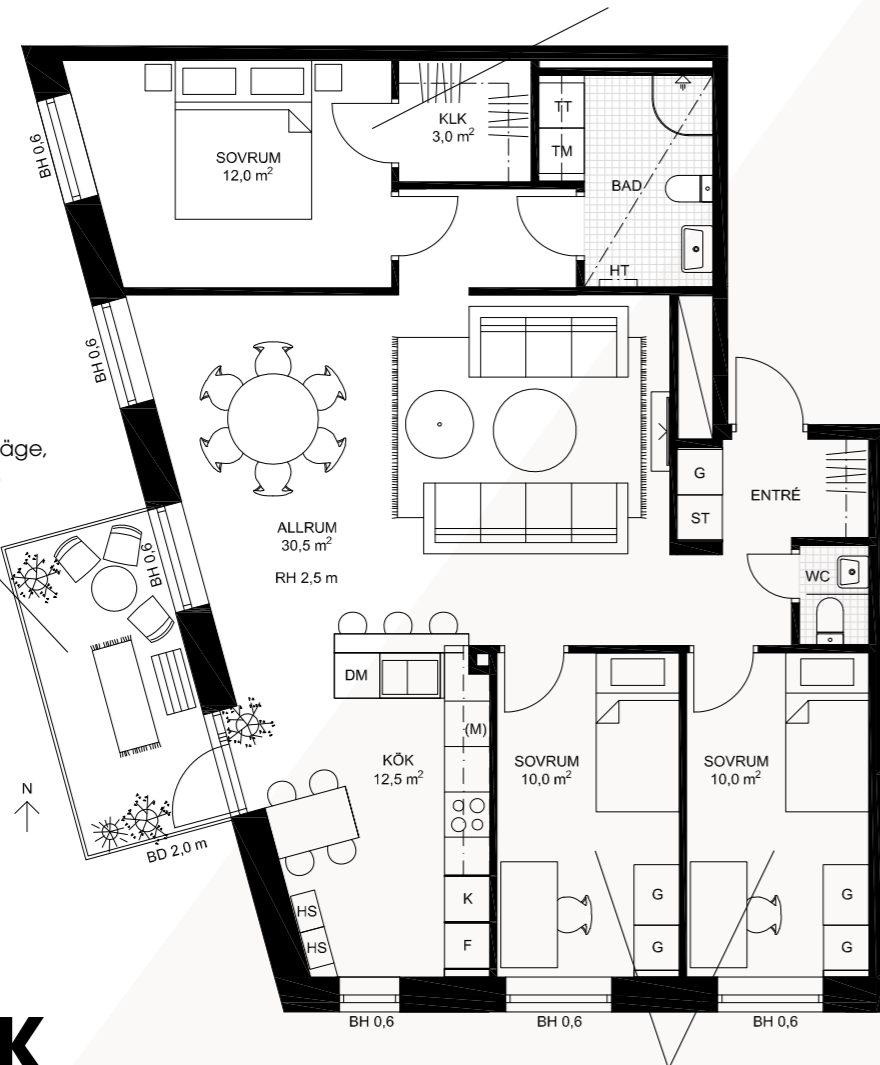 BH 0,6
SOVRUM
12,0 m²
KLK
3,0 m²
TT
TM
BAD
HT
BH 0,6
äge,
G
ST
ENTRÉ
ALLRUM
30,5 m²
RH 2,5 m
BH 0,6
WC
DM
(M)
KÖK
12,5 m²
SOVRUM
10,0 m²
SOVRUM
10,0 m²
N
BD 2,0 m
HS
HS
K
F
G
G
G
G
BH 0,6
BH 0,6
BH 0,6
K